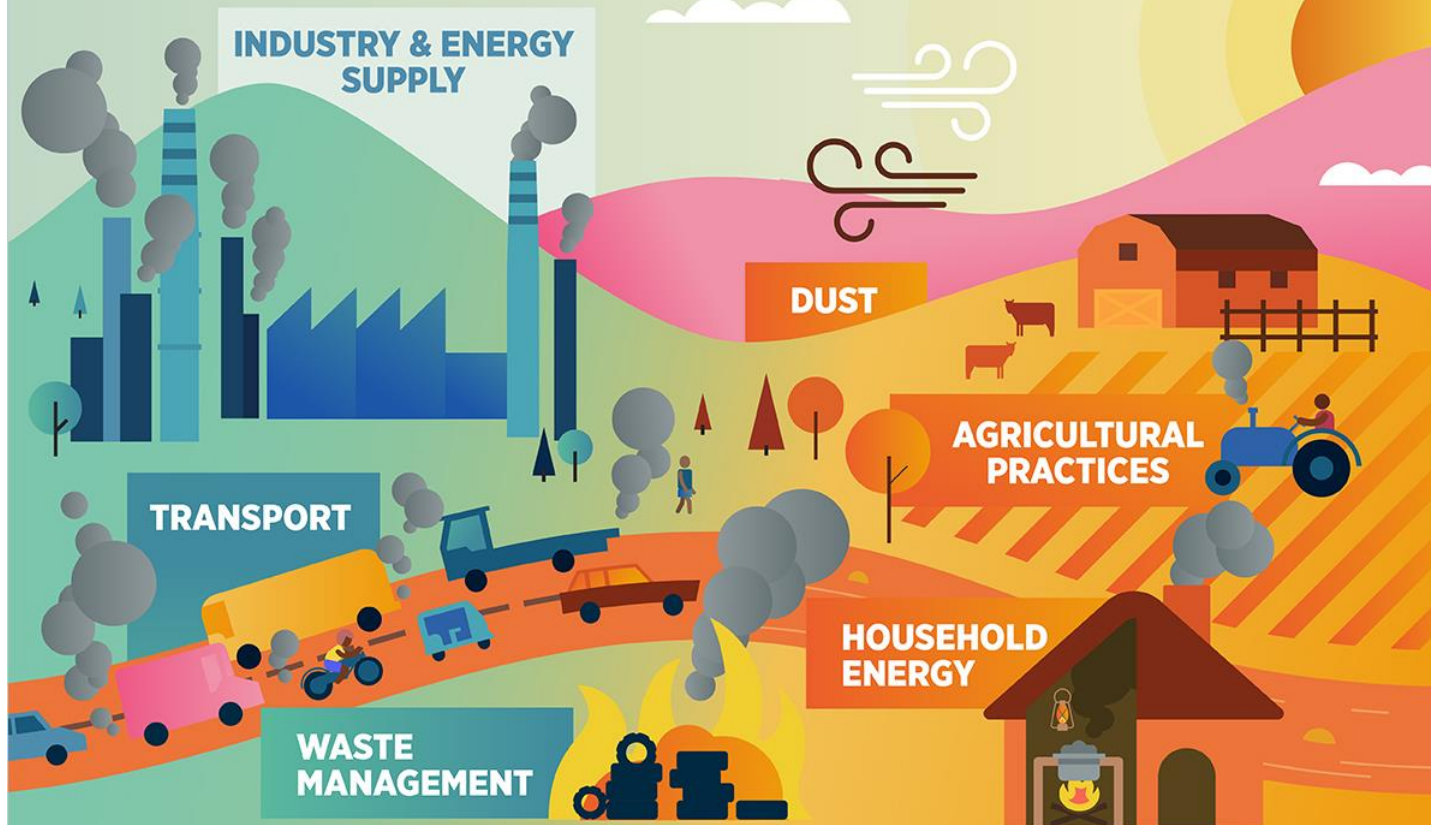 INDUSTRY & ENERGY
SUPPLY
DUST
AGRICULTURAL
PRACTICES
TRANSPORT
HOUSEHOLD
ENERGY
WASTE
MANAGEMENT